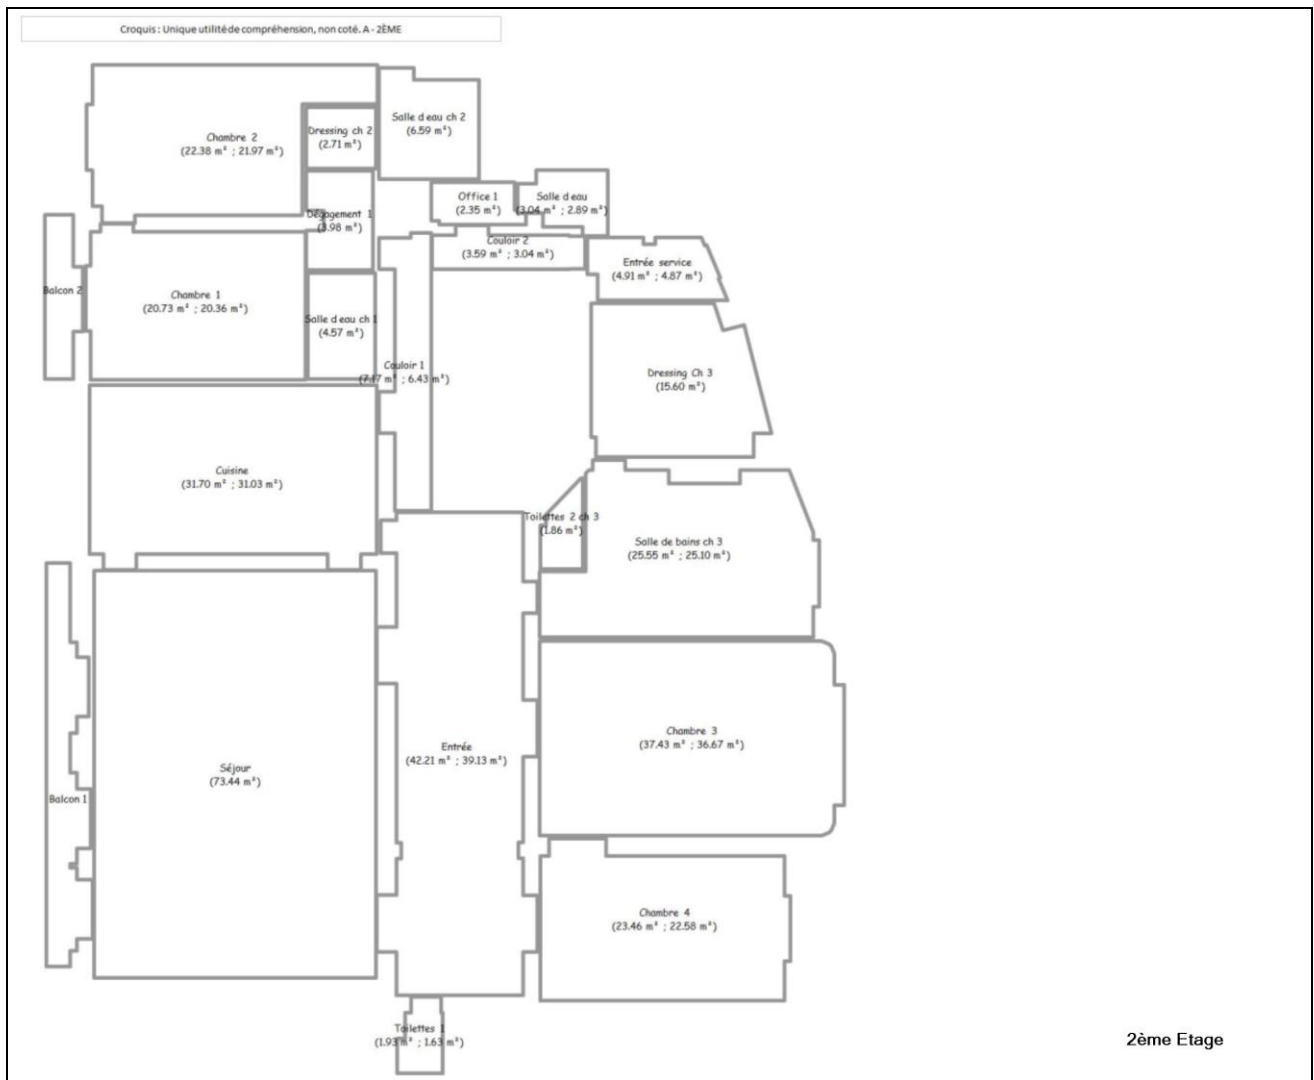 Croquis : Unique utilité de compréhension, non coté. A - 2ÈME
Chambre 2
(22.38 m² ; 21.97 m²)
Dressing ch 2
(2.71 m²)
Salle d eau ch 2
(6.59 m²)
Dégagement 1
(3.98 m²)
Office 1
(2.35 m²)
Salle d eau
(3.04 m² ; 2.89 m²)
Couloir 2
(3.59 m² ; 3.04 m²)
Entrée service
(4.91 m² ; 4.87 m²)
Balcon 2
Chambre 1
(20.73 m² ; 20.36 m²)
Salle d eau ch 1
(4.57 m²)
Couloir 1
(7.17 m² ; 6.43 m²)
Dressing Ch 3
(15.60 m²)
Cuisine
(31.70 m² ; 31.03 m²)
Toilettes 2 ch 3
(1.86 m²)
Salle de bains ch 3
(25.55 m² ; 25.10 m²)
Chambre 3
(37.43 m² ; 36.67 m²)
Entrée
(42.21 m² ; 39.13 m²)
Séjour
(73.44 m²)
Balcon 1
Chambre 4
(23.46 m² ; 22.58 m²)
Toilettes 1
(1.93 m² ; 1.63 m²)
2ème Etage